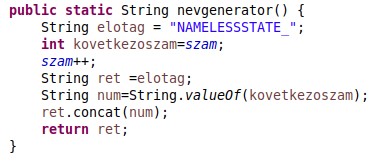 public static String nevgenerator() {
    String elotag = "NAMELESSSTATE_";
    int kovetkezoszam=szam;
    szam++;
    String ret =elotag;
    String num=String.valueOf(kovetkezoszam);
    ret.concat(num);
    return ret;
}